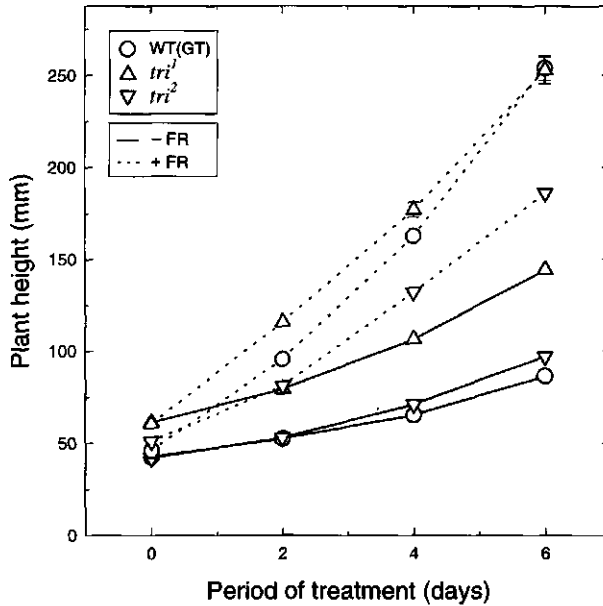 WT(GT)
tri¹
tri²
− FR
+ FR
Plant height (mm)
250
200
150
100
50
0
0 2 4 6
Period of treatment (days)